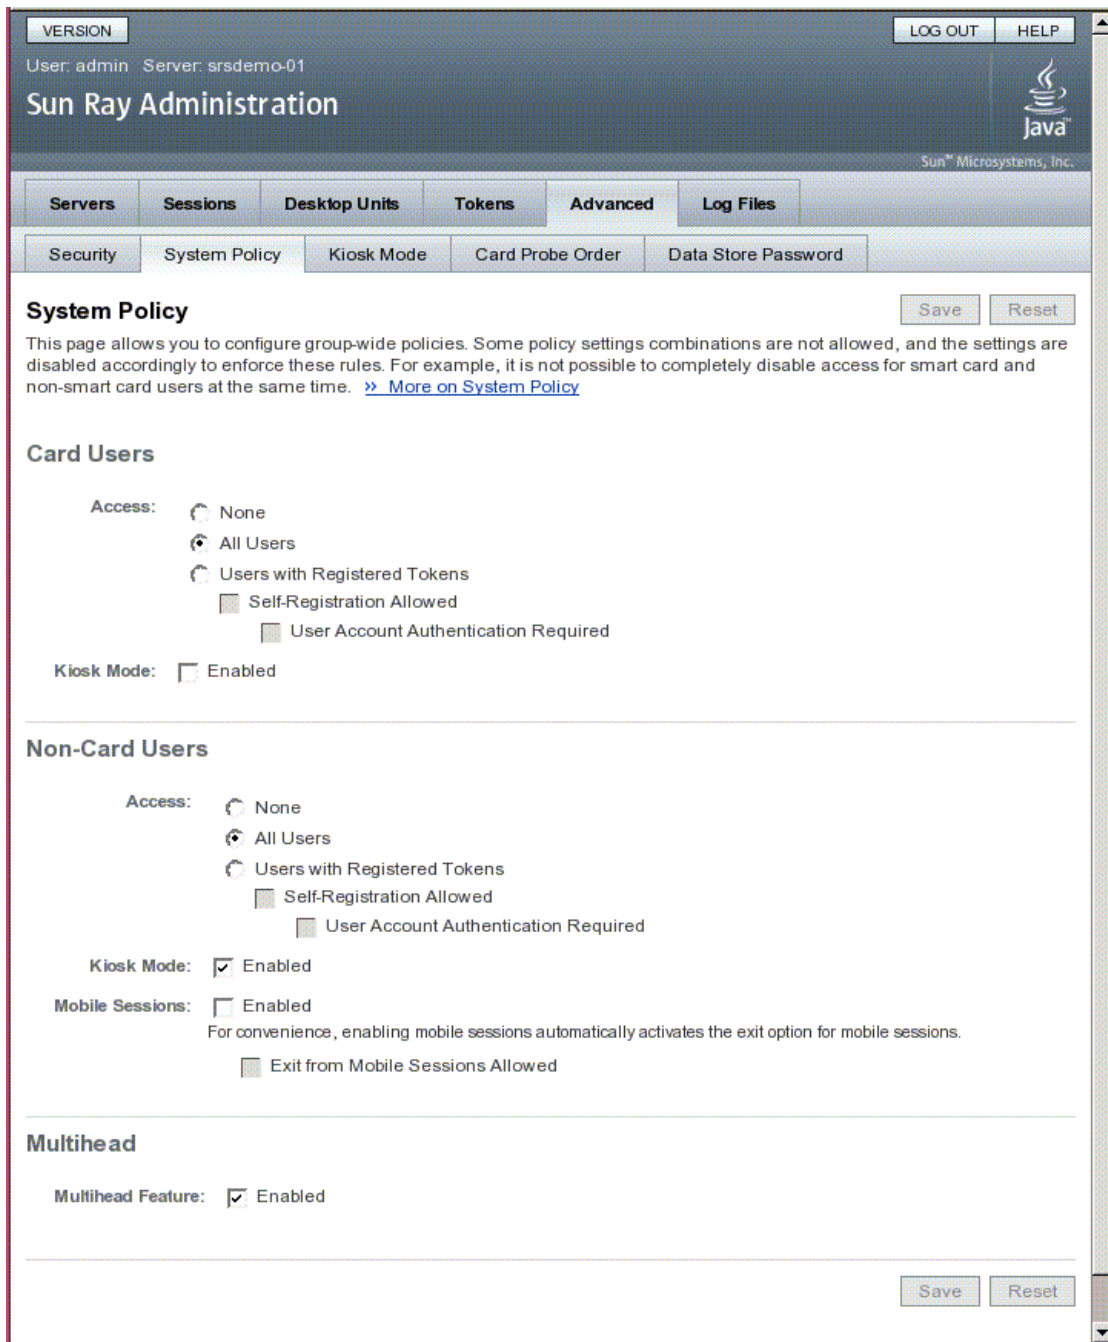 VERSION
LOG OUT HELP
User: admin Server: srsdemo-01
Sun Ray Administration
Java™
Sun™ Microsystems, Inc.
Servers Sessions Desktop Units Tokens Advanced Log Files
Security System Policy Kiosk Mode Card Probe Order Data Store Password
System Policy
Save Reset
This page allows you to configure group-wide policies. Some policy settings combinations are not allowed, and the settings are
disabled accordingly to enforce these rules. For example, it is not possible to completely disable access for smart card and
non-smart card users at the same time. >> More on System Policy
Card Users
Access: None
All Users
Users with Registered Tokens
Self-Registration Allowed
User Account Authentication Required
Kiosk Mode: Enabled
Non-Card Users
Access: None
All Users
Users with Registered Tokens
Self-Registration Allowed
User Account Authentication Required
Kiosk Mode: Enabled
Mobile Sessions: Enabled
For convenience, enabling mobile sessions automatically activates the exit option for mobile sessions.
Exit from Mobile Sessions Allowed
Multihead
Multihead Feature: Enabled
Save Reset